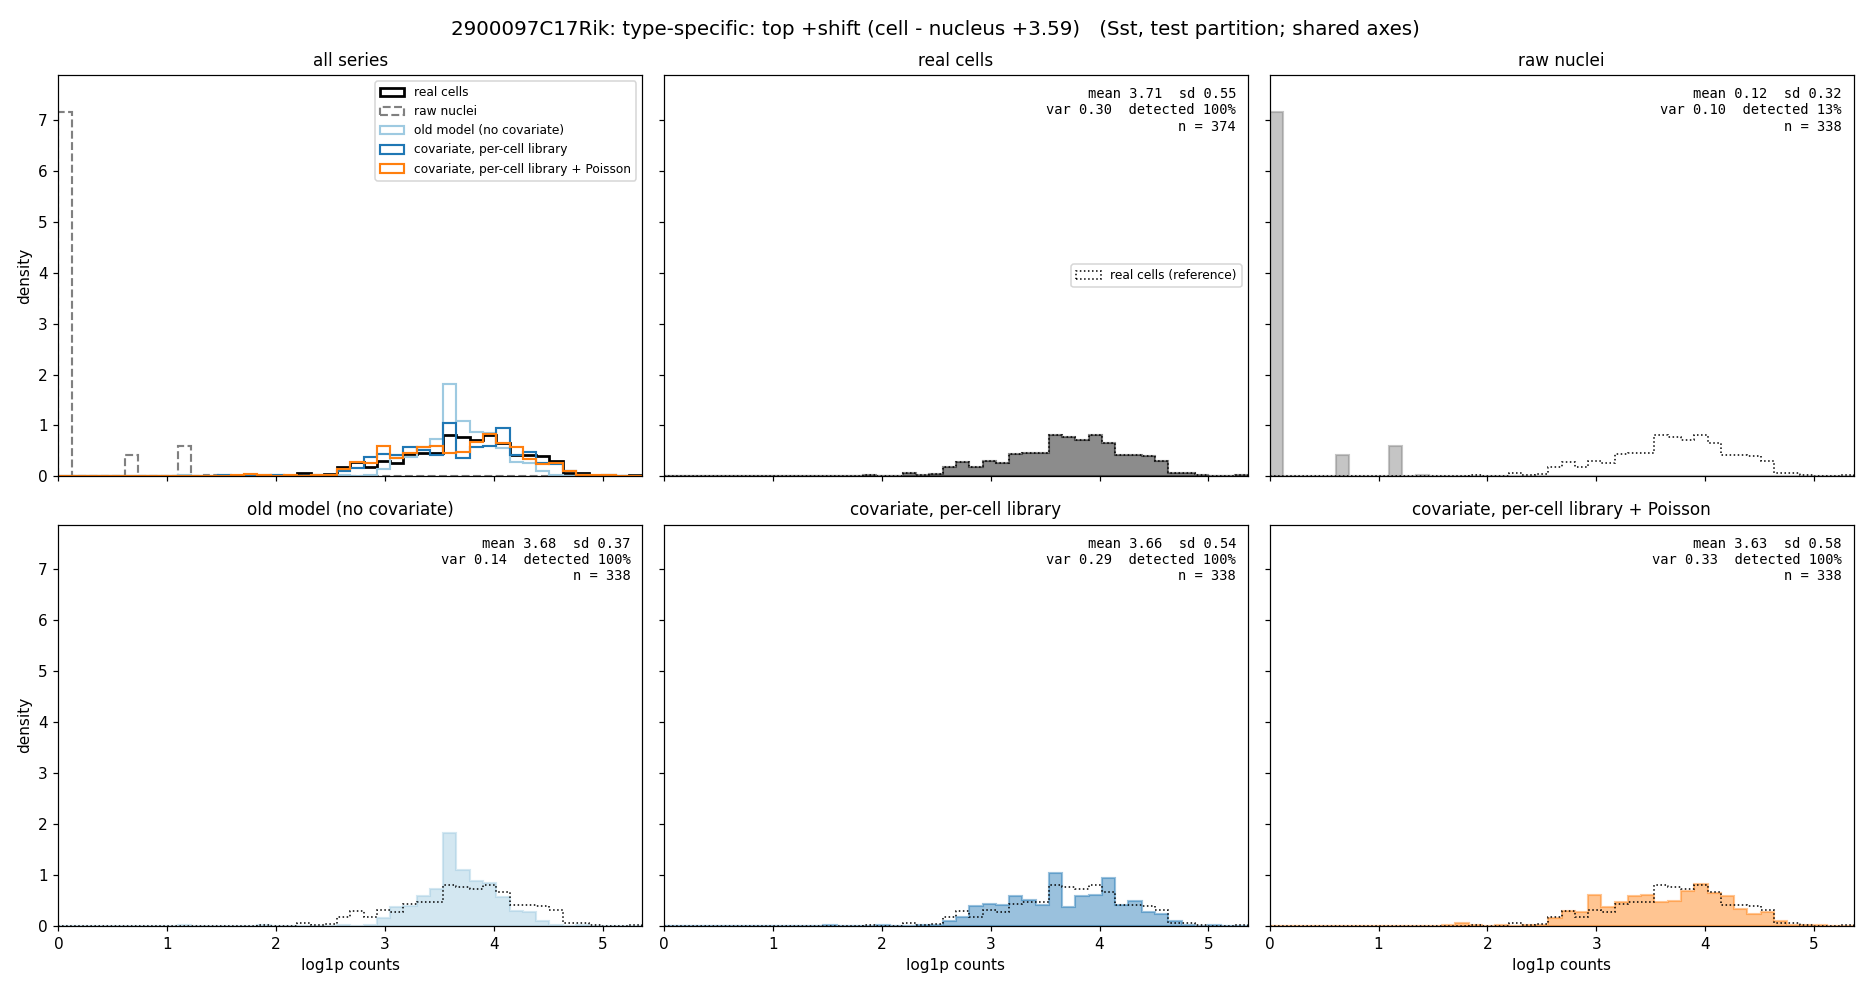 2900097C17Rik: type-specific: top +shift (cell - nucleus +3.59)   (Sst, test partition; shared axes)
all series
real cells
raw nuclei
old model (no covariate)
covariate, per-cell library
covariate, per-cell library + Poisson
density
7
6
5
4
3
2
1
0
real cells
mean 3.71  sd 0.55
var 0.30  detected 100%
n = 374
real cells (reference)
raw nuclei
mean 0.12  sd 0.32
var 0.10  detected 13%
n = 338
old model (no covariate)
mean 3.68  sd 0.37
var 0.14  detected 100%
n = 338
density
7
6
5
4
3
2
1
0
0 1 2 3 4 5
log1p counts
covariate, per-cell library
mean 3.66  sd 0.54
var 0.29  detected 100%
n = 338
0 1 2 3 4 5
log1p counts
covariate, per-cell library + Poisson
mean 3.63  sd 0.58
var 0.33  detected 100%
n = 338
0 1 2 3 4 5
log1p counts